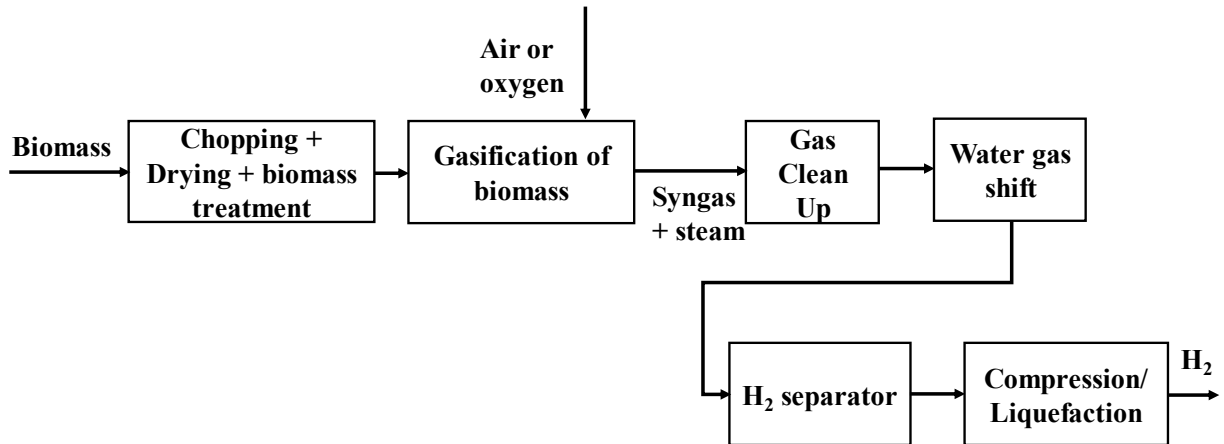 Air or
oxygen
Biomass
Chopping +
Drying + biomass
treatment
Gasification of
biomass
Syngas
+ steam
Gas
Clean
Up
Water gas
shift
H₂ separator
Compression/
Liquefaction
H₂